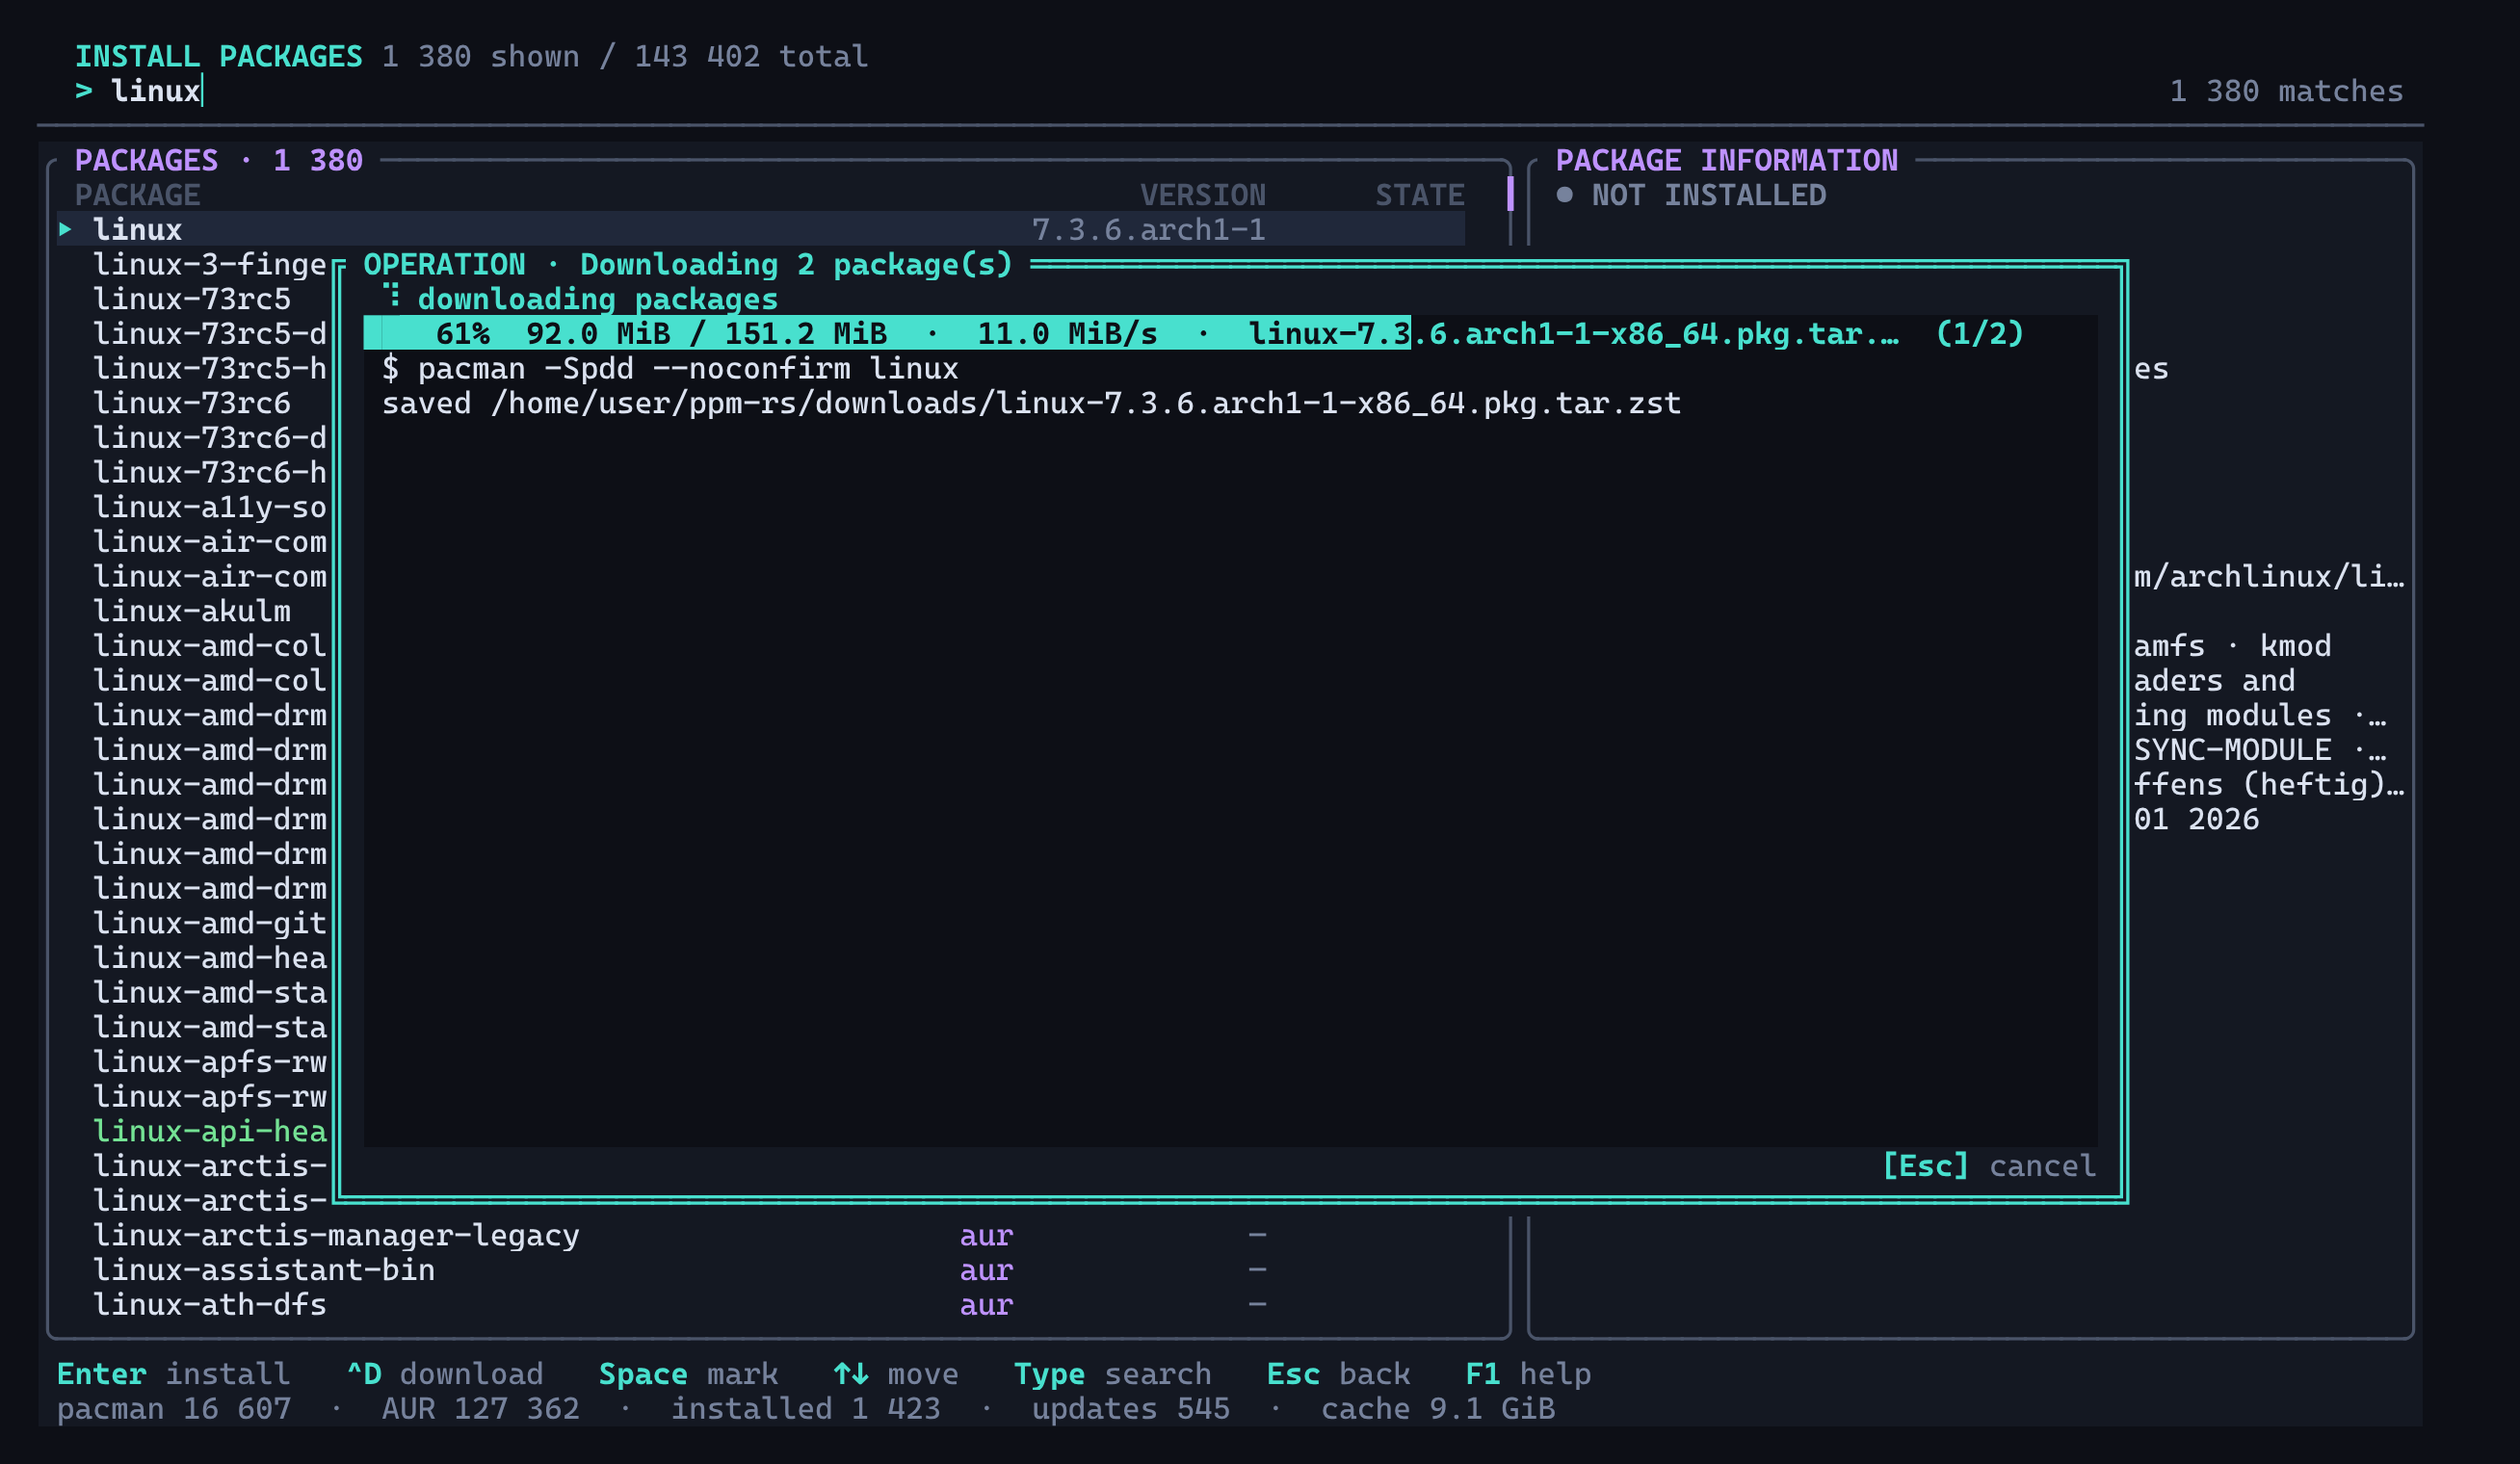 INSTALL PACKAGES 1 380 shown / 143 402 total
> linux 1 380 matches
PACKAGES · 1 380 PACKAGE INFORMATION
PACKAGE VERSION STATE ● NOT INSTALLED
▶ linux 7.3.6.arch1-1
linux-3-finge OPERATION · Downloading 2 package(s)
linux-73rc5 ⠹ downloading packages
linux-73rc5-d 61% 92.0 MiB / 151.2 MiB · 11.0 MiB/s · linux-7.3.6.arch1-1-x86_64.pkg.tar.… (1/2)
linux-73rc5-h $ pacman -Spdd --noconfirm linux es
linux-73rc6 saved /home/user/ppm-rs/downloads/linux-7.3.6.arch1-1-x86_64.pkg.tar.zst
linux-73rc6-d
linux-73rc6-h
linux-a11y-so
linux-air-com
linux-air-com m/archlinux/li…
linux-akulm
linux-amd-col amfs · kmod
linux-amd-col aders and
linux-amd-drm ing modules ·…
linux-amd-drm SYNC-MODULE ·…
linux-amd-drm ffens (heftig)…
linux-amd-drm 01 2026
linux-amd-drm
linux-amd-drm
linux-amd-git
linux-amd-hea
linux-amd-sta
linux-amd-sta
linux-apfs-rw
linux-apfs-rw
linux-api-hea
linux-arctis- [Esc] cancel
linux-arctis-
linux-arctis-manager-legacy aur –
linux-assistant-bin aur –
linux-ath-dfs aur –
Enter install ^D download Space mark ↑↓ move Type search Esc back F1 help
pacman 16 607 · AUR 127 362 · installed 1 423 · updates 545 · cache 9.1 GiB